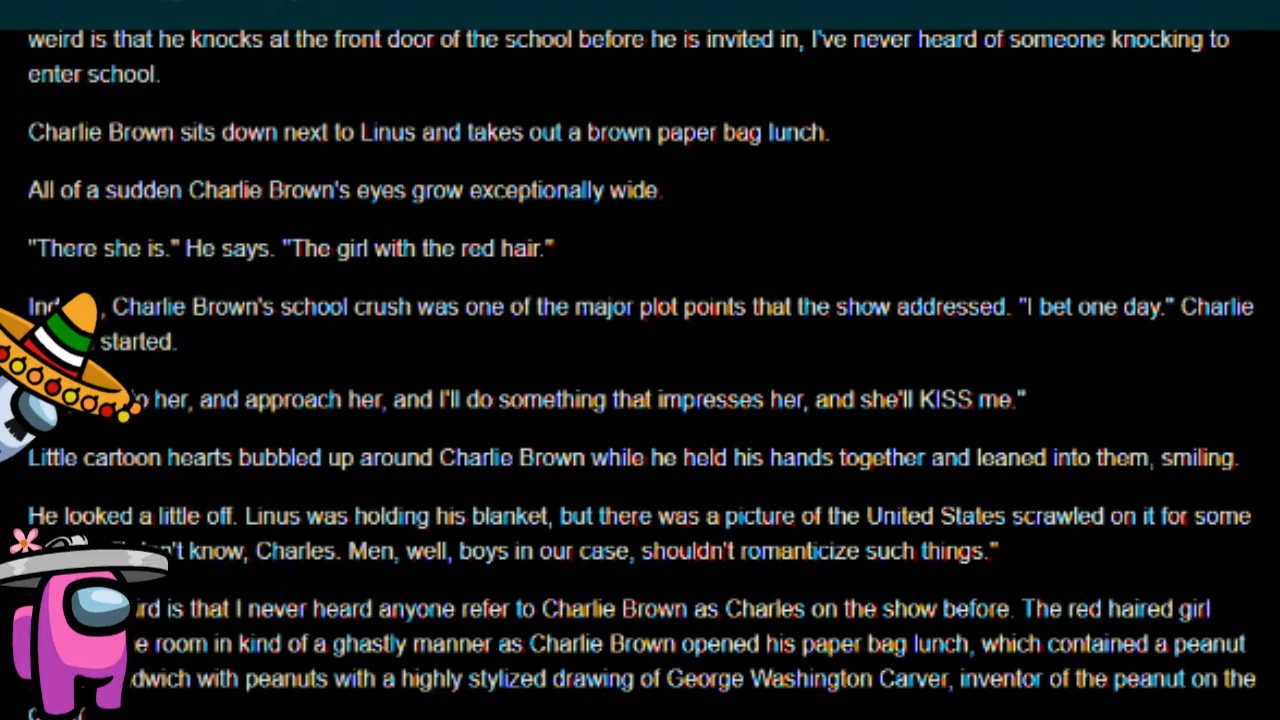 weird is that he knocks at the front door of the school before he is invited in, I've never heard of someone knocking to
enter school.
Charlie Brown sits down next to Linus and takes out a brown paper bag lunch.
All of a sudden Charlie Brown's eyes grow exceptionally wide.
"There she is." He says. "The girl with the red hair."
, Charlie Brown's school crush was one of the major plot points that the show addressed. "I bet one day." Charlie
started.
her, and approach her, and I'll do something that impresses her, and she'll KISS me."
Little cartoon hearts bubbled up around Charlie Brown while he held his hands together and leaned into them, smiling.
He looked a little off. Linus was holding his blanket, but there was a picture of the United States scrawled on it for some
know, Charles. Men, well, boys in our case, shouldn't romanticize such things."
is that I never heard anyone refer to Charlie Brown as Charles on the show before. The red haired girl
room in kind of a ghastly manner as Charlie Brown opened his paper bag lunch, which contained a peanut
with peanuts with a highly stylized drawing of George Washington Carver, inventor of the peanut on the